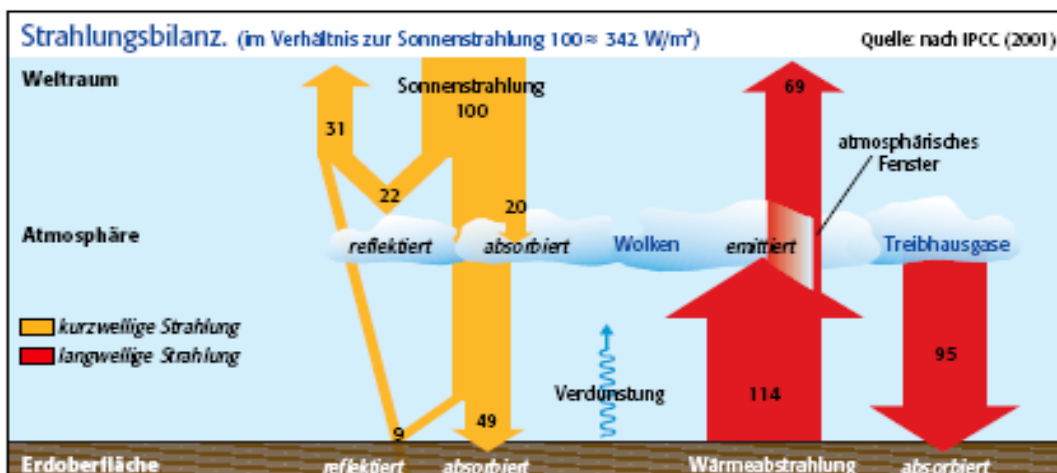 Strahlungsbilanz. (im Verhältnis zur Sonnenstrahlung 100 ≈ 342 W/m²)
Quelle: nach IPCC (2001)
Weltraum
Sonnenstrahlung
100
69
31
atmosphärisches
Fenster
22
20
Atmosphäre
reflektiert
absorbiert
Wolken
emittiert
Treibhausgase
kurzwellige Strahlung
langwellige Strahlung
95
Verdunstung
114
49
9
Erdoberfläche
reflektiert
absorbiert
Wärmeabstrahlung
absorbiert